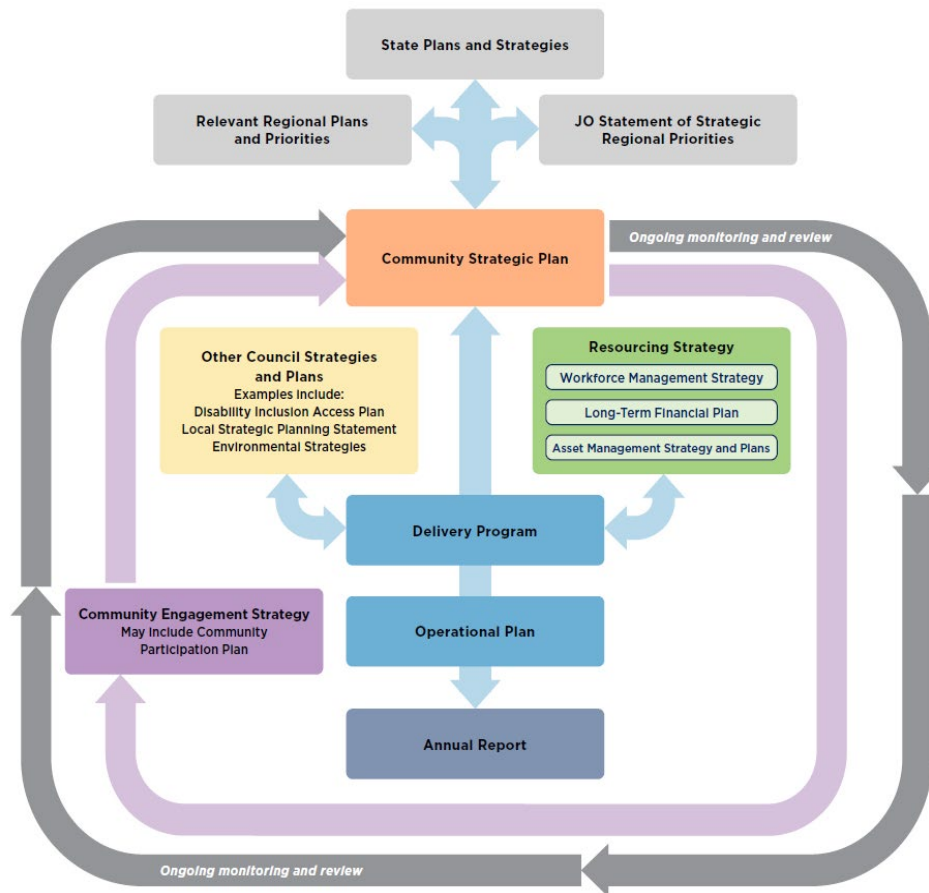 State Plans and Strategies
Relevant Regional Plans
and Priorities
JO Statement of Strategic
Regional Priorities
Community Strategic Plan
Ongoing monitoring and review
Other Council Strategies
and Plans
Examples Include:
Disability Inclusion Access Plan
Local Strategic Planning Statement
Environmental Strategies
Resourcing Strategy
Workforce Management Strategy
Long-Term Financial Plan
Asset Management Strategy and Plans
Delivery Program
Community Engagement Strategy
May Include Community
Participation Plan
Operational Plan
Annual Report
Ongoing monitoring and review